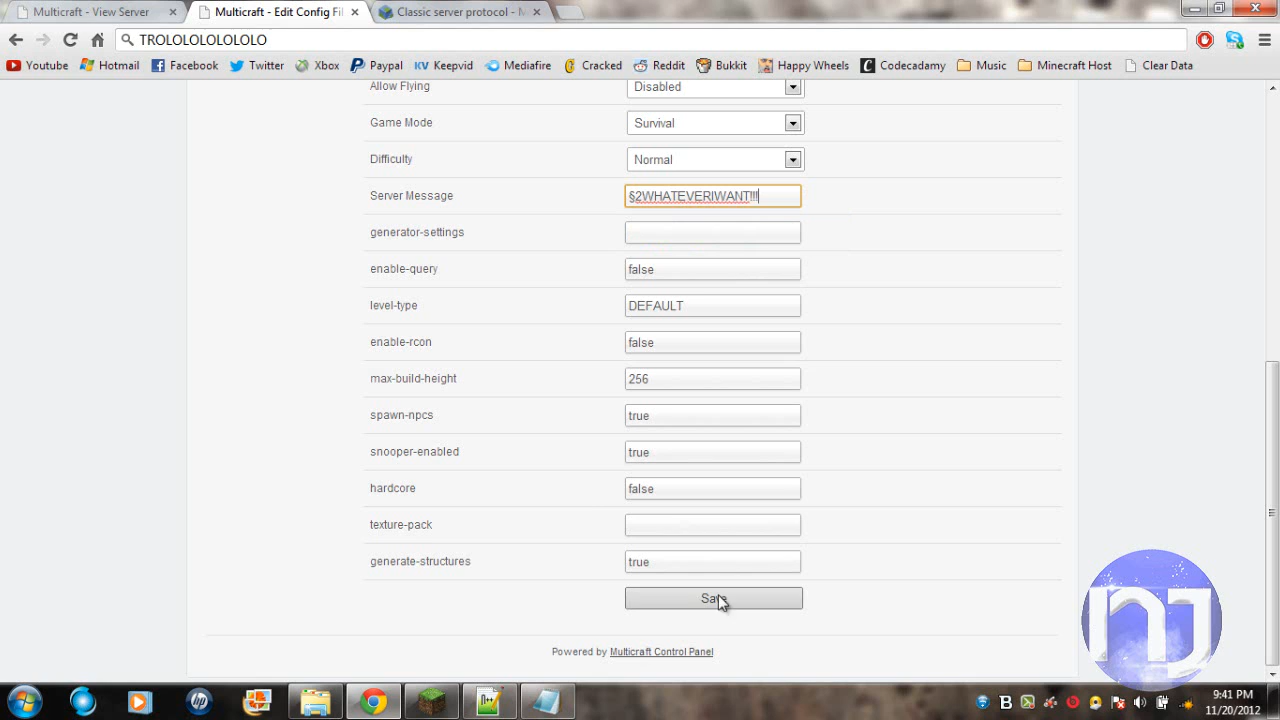 Multicraft - View Server
Multicraft - Edit Config Fil
Classic server protocol - M
TROLOLOLOLOLOLO
Youtube Hotmail Facebook Twitter Xbox Paypal KV Keepvid Mediafire Cracked Reddit Bukkit Happy Wheels C Codecadamy Music Minecraft Host Clear Data
Allow Flying Disabled
Game Mode Survival
Difficulty Normal
Server Message §2WHATEVERIWANT!!!
generator-settings
enable-query false
level-type DEFAULT
enable-rcon false
max-build-height 256
spawn-npcs true
snooper-enabled true
hardcore false
texture-pack
generate-structures true
Save
Powered by Multicraft Control Panel
nJ
9:41 PM
11/20/2012